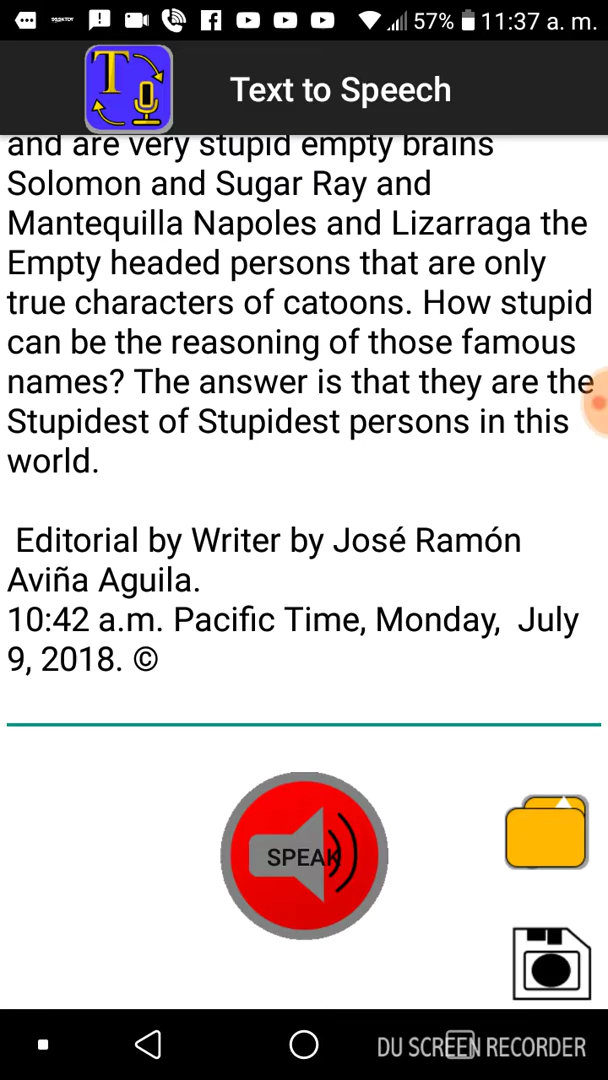 57% 11:37 a. m.
T
Text to Speech
and are very stupid empty brains
Solomon and Sugar Ray and
Mantequilla Napoles and Lizarraga the
Empty headed persons that are only
true characters of catoons. How stupid
can be the reasoning of those famous
names? The answer is that they are the
Stupidest of Stupidest persons in this
world.
Editorial by Writer by José Ramón
Aviña Aguila.
10:42 a.m. Pacific Time, Monday,  July
9, 2018. ©
SPEAK
DU SCREEN RECORDER